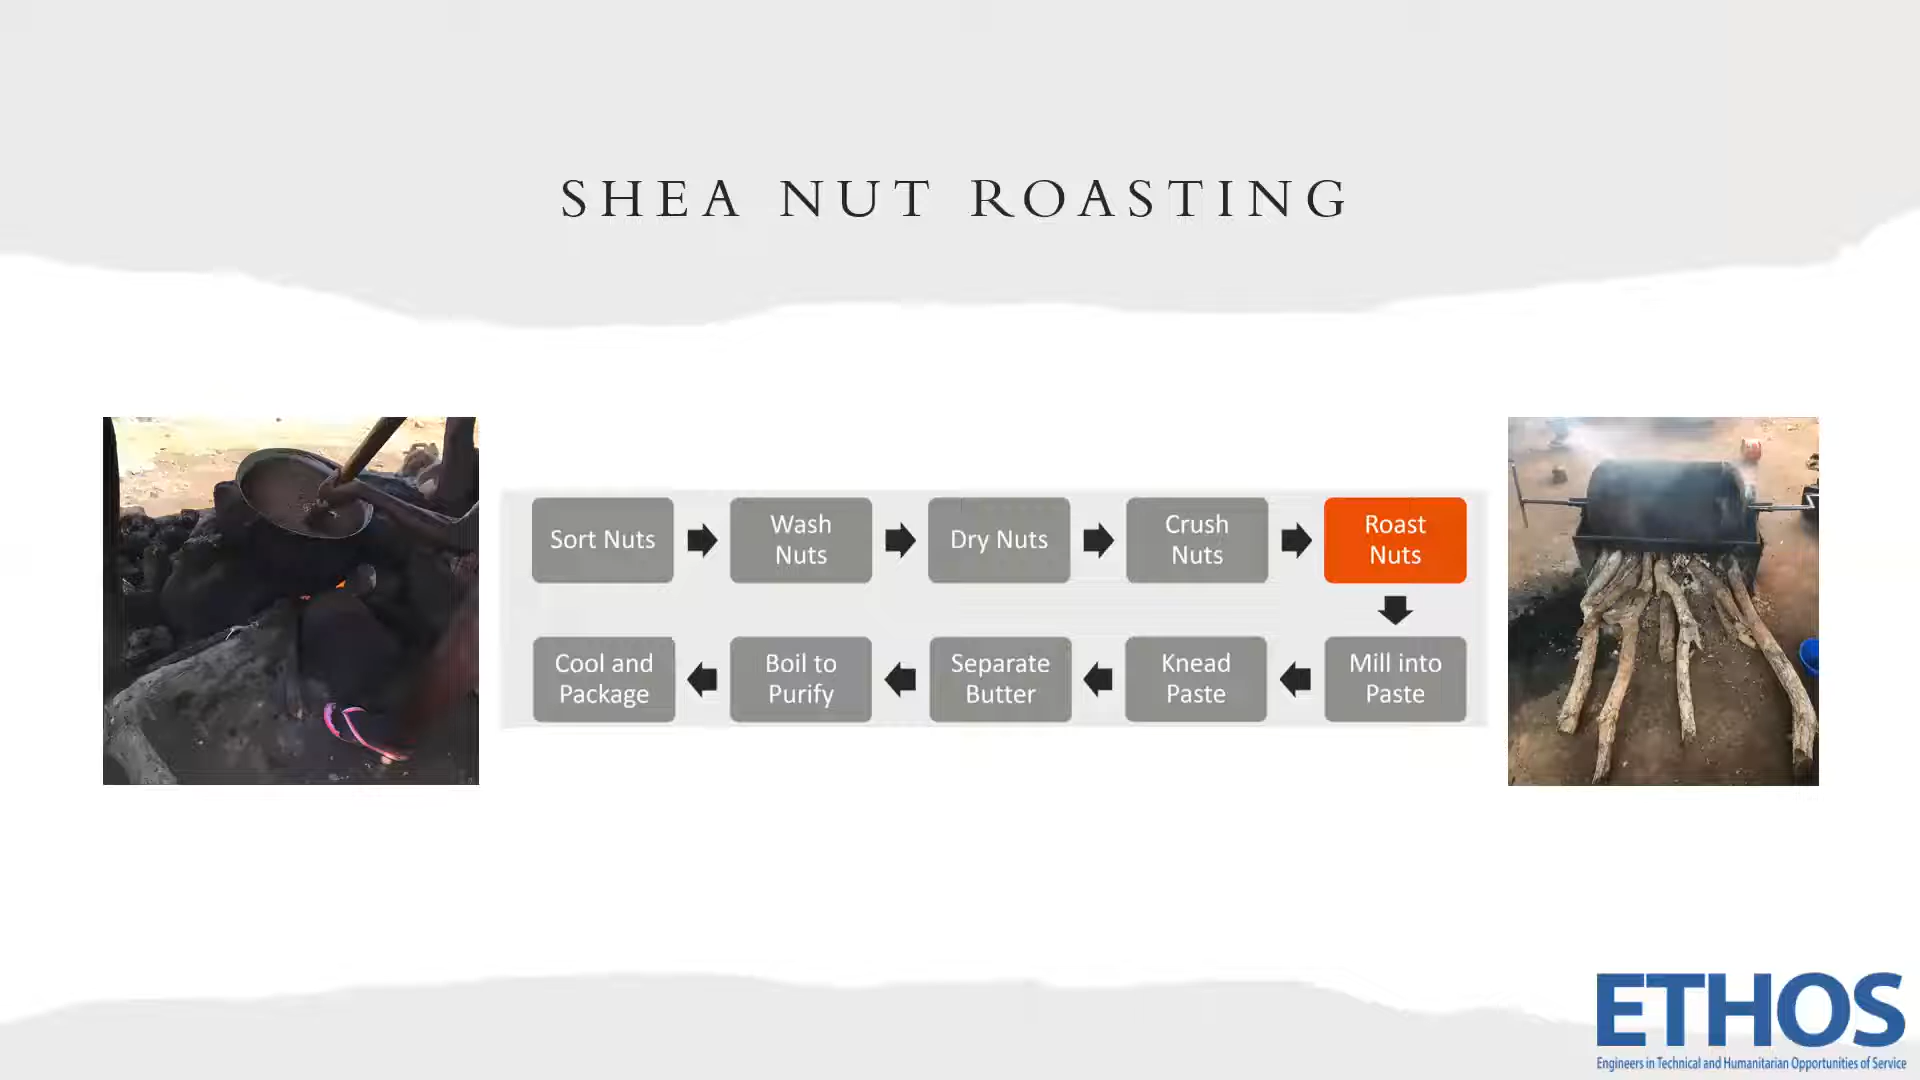 SHEA NUT ROASTING
Sort Nuts
Wash
Nuts
Dry Nuts
Crush
Nuts
Roast
Nuts
Cool and
Package
Boil to
Purify
Separate
Butter
Knead
Paste
Mill into
Paste
ETHOS
Engineers in Technical and Humanitarian Opportunities of Service